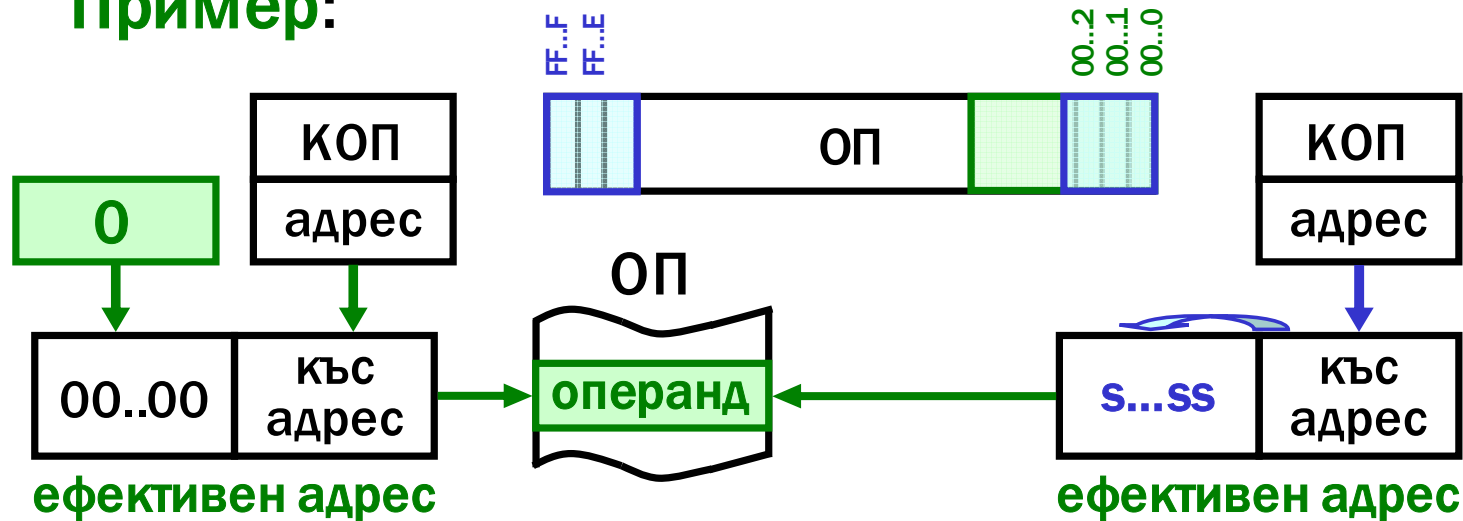 Пример:
FF...F
FF...E
00...2
00...1
00...0
КОП
адрес
0
ОП
КОП
адрес
ОП
00..00
къс
адрес
операнд
s...ss
къс
адрес
ефективен адрес
ефективен адрес